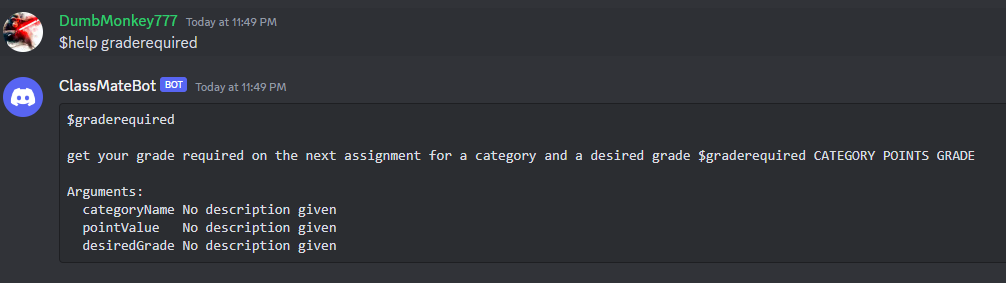 DumbMonkey777 Today at 11:49 PM
$help graderequired
ClassMateBot BOT Today at 11:49 PM
$graderequired
get your grade required on the next assignment for a category and a desired grade $graderequired CATEGORY POINTS GRADE
Arguments:
categoryName No description given
pointValue   No description given
desiredGrade No description given